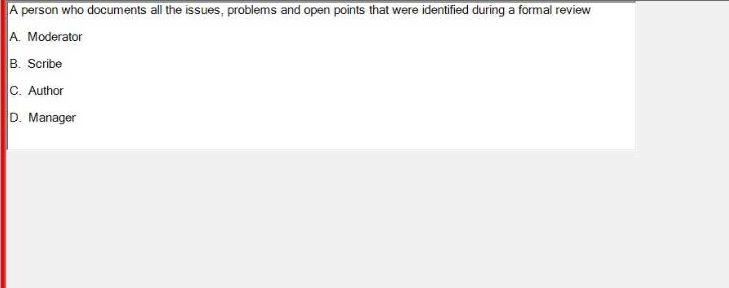 A person who documents all the issues, problems and open points that were identified during a formal review
A. Moderator
B. Scribe
C. Author
D. Manager